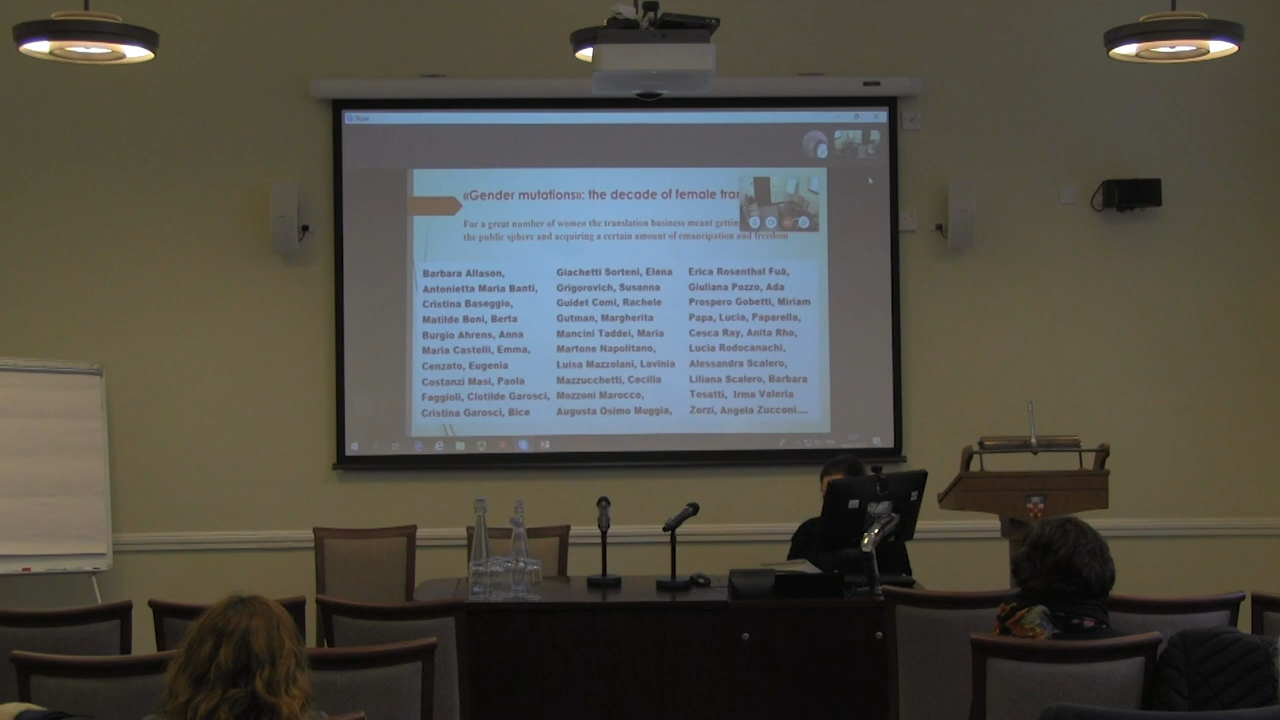 Skype
«Gender mutations»: the decade of female
For a great number of women the translation business meant getting
the public sphere and acquiring a certain amount of emancipation and freedom
Barbara Allason,
Antonietta Maria Banti,
Cristina Baseggio,
Matilde Boni, Berta
Burgio Ahrens, Anna
Maria Castelli, Emma,
Cenzato, Eugenia
Costanzi Masi, Paola
Faggioli, Clotilde Garosci,
Cristina Garosci, Bice
Giachetti Sorteni, Elena
Grigorovich, Susanna
Guidet Comi, Rachele
Gutman, Margherita
Mancini Taddei, Maria
Martone Napolitano,
Luisa Mazzolani, Lavinia
Mazzucchetti, Cecilia
Mozzoni Marocco,
Augusta Osimo Muggia,
Erica Rosenthal Fuà,
Giuliana Pozzo, Ada
Prospero Gobetti, Miriam
Papa, Lucia, Paparella,
Cesca Ray, Anita Rho,
Lucia Rodocanachi,
Alessandra Scalero,
Liliana Scalero, Barbara
Tosatti, Irma Valeria
Zorzi, Angela Zucconi....